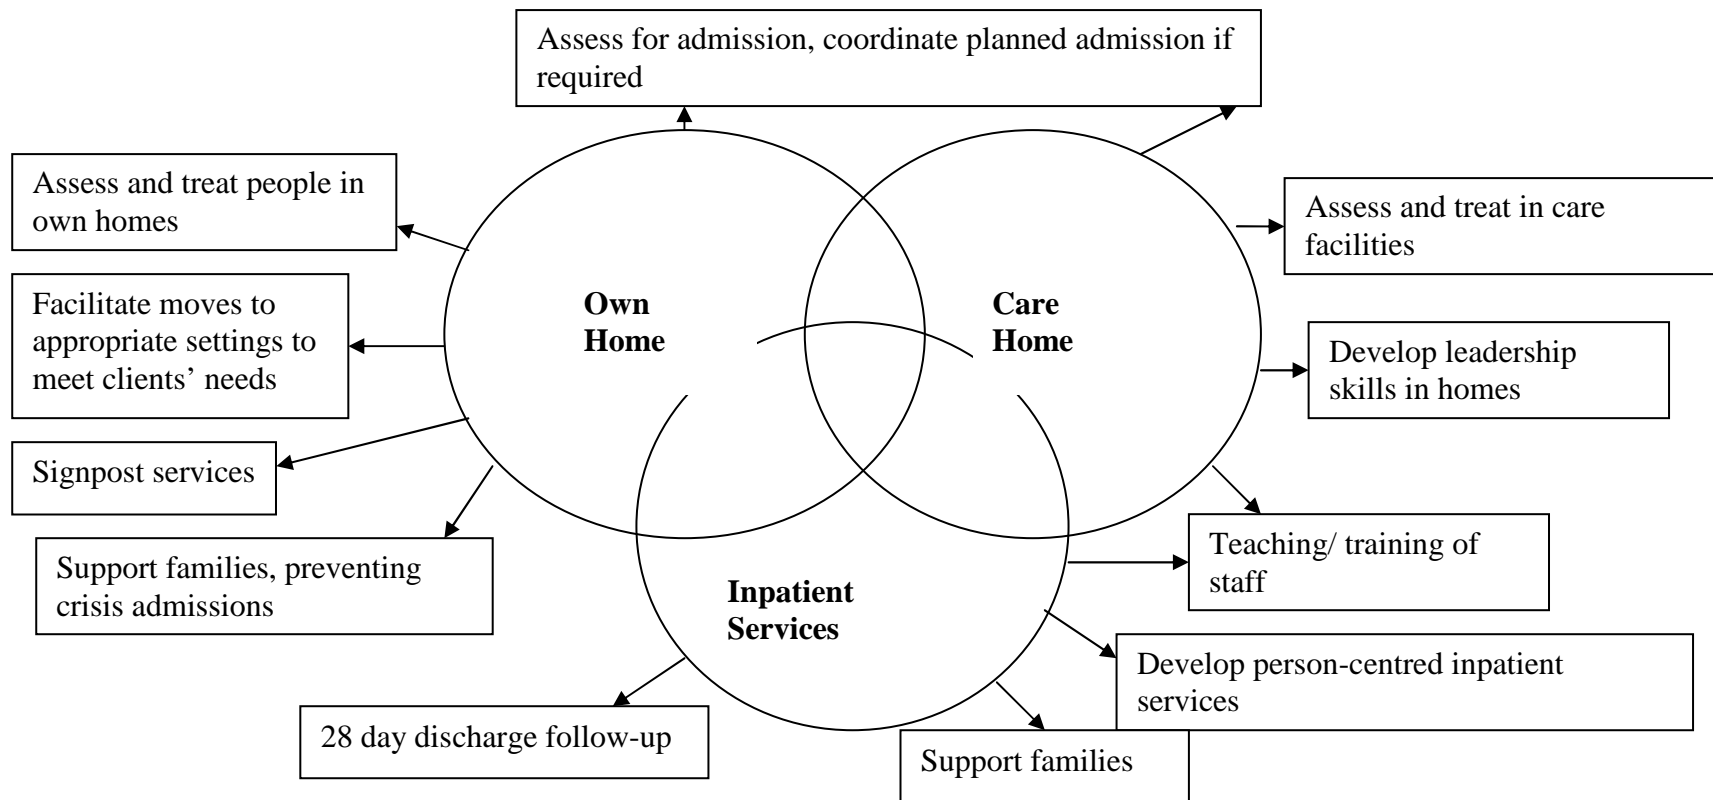 Assess for admission, coordinate planned admission if
required
Assess and treat people in
own homes
Assess and treat in care
facilities
Facilitate moves to
appropriate settings to
meet clients’ needs
Own
Home
Care
Home
Develop leadership
skills in homes
Signpost services
Support families, preventing
crisis admissions
Teaching/ training of
staff
Inpatient
Services
Develop person-centred inpatient
services
28 day discharge follow-up
Support families